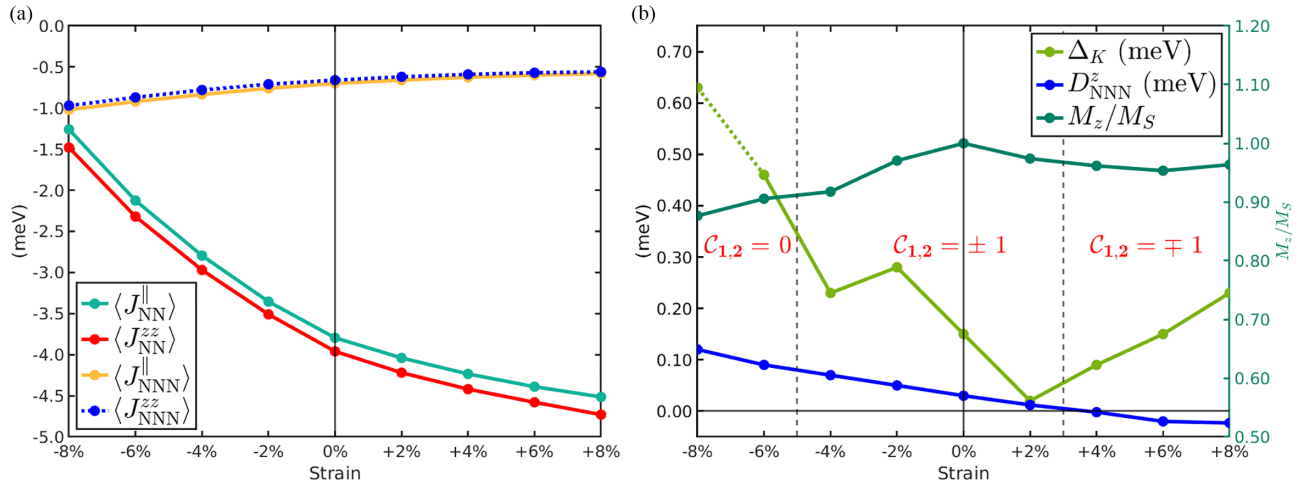 (a)
0.0
-0.5
-1.0
-1.5
-2.0
-2.5
-3.0
-3.5
-4.0
-4.5
-5.0
(meV)
⟨J^∥_NN⟩
⟨J^zz_NN⟩
⟨J^∥_NNN⟩
⟨J^zz_NNN⟩
-8% -6% -4% -2% 0% +2% +4% +6% +8%
Strain
(b)
0.70
0.60
0.50
0.40
0.30
0.20
0.10
0.00
(meV)
Δ_K (meV)
D^z_NNN (meV)
M_z/M_S
C_1,2 = 0
C_1,2 = ± 1
C_1,2 = ∓ 1
1.20
1.10
1.00
0.90
0.80
0.70
0.60
0.50
M_z/M_S
-8% -6% -4% -2% 0% +2% +4% +6% +8%
Strain